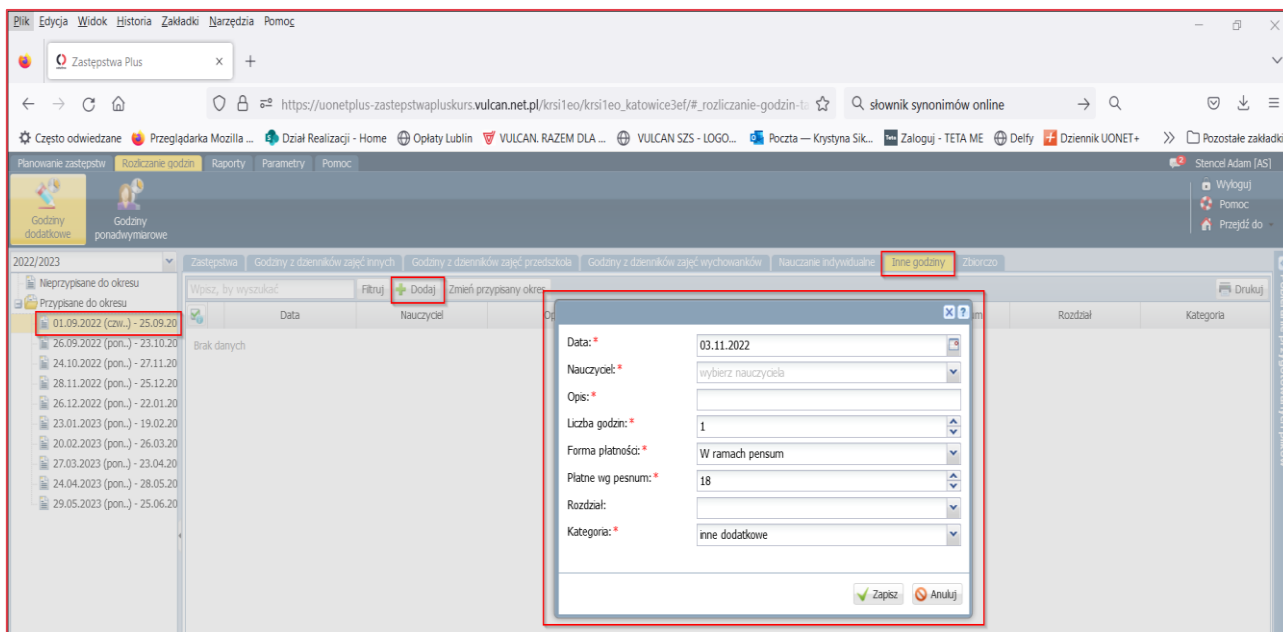 Plik Edycja Widok Historia Zakładki Narzędzia Pomoc
Zastępstwa Plus
https://uonetplus-zastepstwapluskurs.vulcan.net.pl/krsi1eo/krsi1eo_katowice3ef/#_rozliczanie-godzin-ta
słownik synonimów online
Często odwiedzane Przeglądarka Mozilla ... Dział Realizacji - Home Opłaty Lublin VULCAN. RAZEM DLA ... VULCAN SZS - LOGO... Poczta — Krystyna Sik... Zaloguj - TETA ME Delfy Dziennik UONET+ Pozostałe zakładki
Planowanie zastępstw Rozliczanie godzin Raporty Parametry Pomoc 2 Stencel Adam [AS]
Wyloguj
Pomoc
Przejdź do
Godziny dodatkowe
Godziny ponadwymiarowe
2022/2023 Zastępstwa Godziny z dzienników zajęć innych Godziny z dzienników zajęć przedszkola Godziny z dzienników zajęć wychowanków Nauczanie indywidualne Inne godziny Zbiorczo
Nieprzypisane do okresu Wpisz, by wyszukać Filtruj Dodaj Zmień przypisany okres Drukuj
Przypisane do okresu Data Nauczyciel Rozdział Kategoria
01.09.2022 (czw..) - 25.09.20
26.09.2022 (pon..) - 23.10.20 Brak danych
24.10.2022 (pon..) - 27.11.20
28.11.2022 (pon..) - 25.12.20
26.12.2022 (pon..) - 22.01.20
23.01.2023 (pon..) - 19.02.20
20.02.2023 (pon..) - 26.03.20
27.03.2023 (pon..) - 23.04.20
24.04.2023 (pon..) - 28.05.20
29.05.2023 (pon..) - 25.06.20
Data: * 03.11.2022
Nauczyciel: * wybierz nauczyciela
Opis: *
Liczba godzin: * 1
Forma płatności: * W ramach pensum
Płatne wg pesnum: * 18
Rozdział:
Kategoria: * inne dodatkowe
Zapisz Anuluj